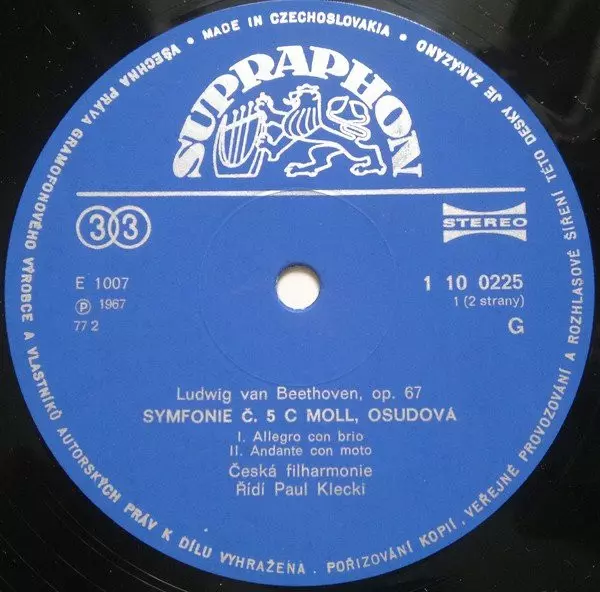 SUPRAPHON
33
STEREO
E 1007
℗ 1967
77 2
1 10 0225
1 (2 strany)
G
Ludwig van Beethoven, op. 67
SYMFONIE Č. 5 C MOLL, OSUDOVÁ
I. Allegro con brio
II. Andante con moto
Česká filharmonie
Řídí Paul Klecki
MADE IN CZECHOSLOVAKIA • VŠECHNA PRÁVA GRAMOFONOVÉHO VÝROBCE A VLASTNÍKŮ AUTORSKÝCH PRÁV K DÍLU VYHRAŽENA. POŘIZOVÁNÍ KOPIÍ, VEŘEJNÉ PROVOZOVÁNÍ A ROZHLASOVÉ ŠÍŘENÍ TÉTO DESKY JE ZAKÁZÁNO •